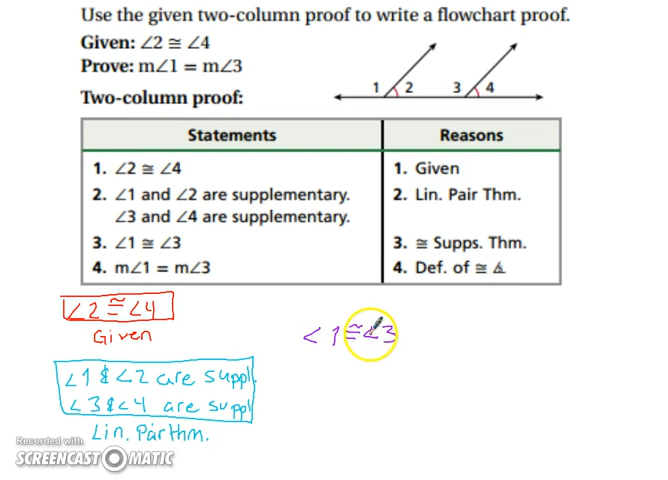 Use the given two-column proof to write a flowchart proof.
Given: ∠2 ≅ ∠4
Prove: m∠1 = m∠3
Two-column proof:
1 2 3 4
Statements Reasons
1. ∠2 ≅ ∠4 1. Given
2. ∠1 and ∠2 are supplementary. 2. Lin. Pair Thm.
∠3 and ∠4 are supplementary.
3. ∠1 ≅ ∠3 3. ≅ Supps. Thm.
4. m∠1 = m∠3 4. Def. of ≅ ∡
∠2 ≅ ∠4
Given
∠1 ≅ ∠3
∠1 & ∠2 are suppl.
∠3 & ∠4 are suppl
Lin. Pair thm.
Recorded with
SCREENCAST O MATIC